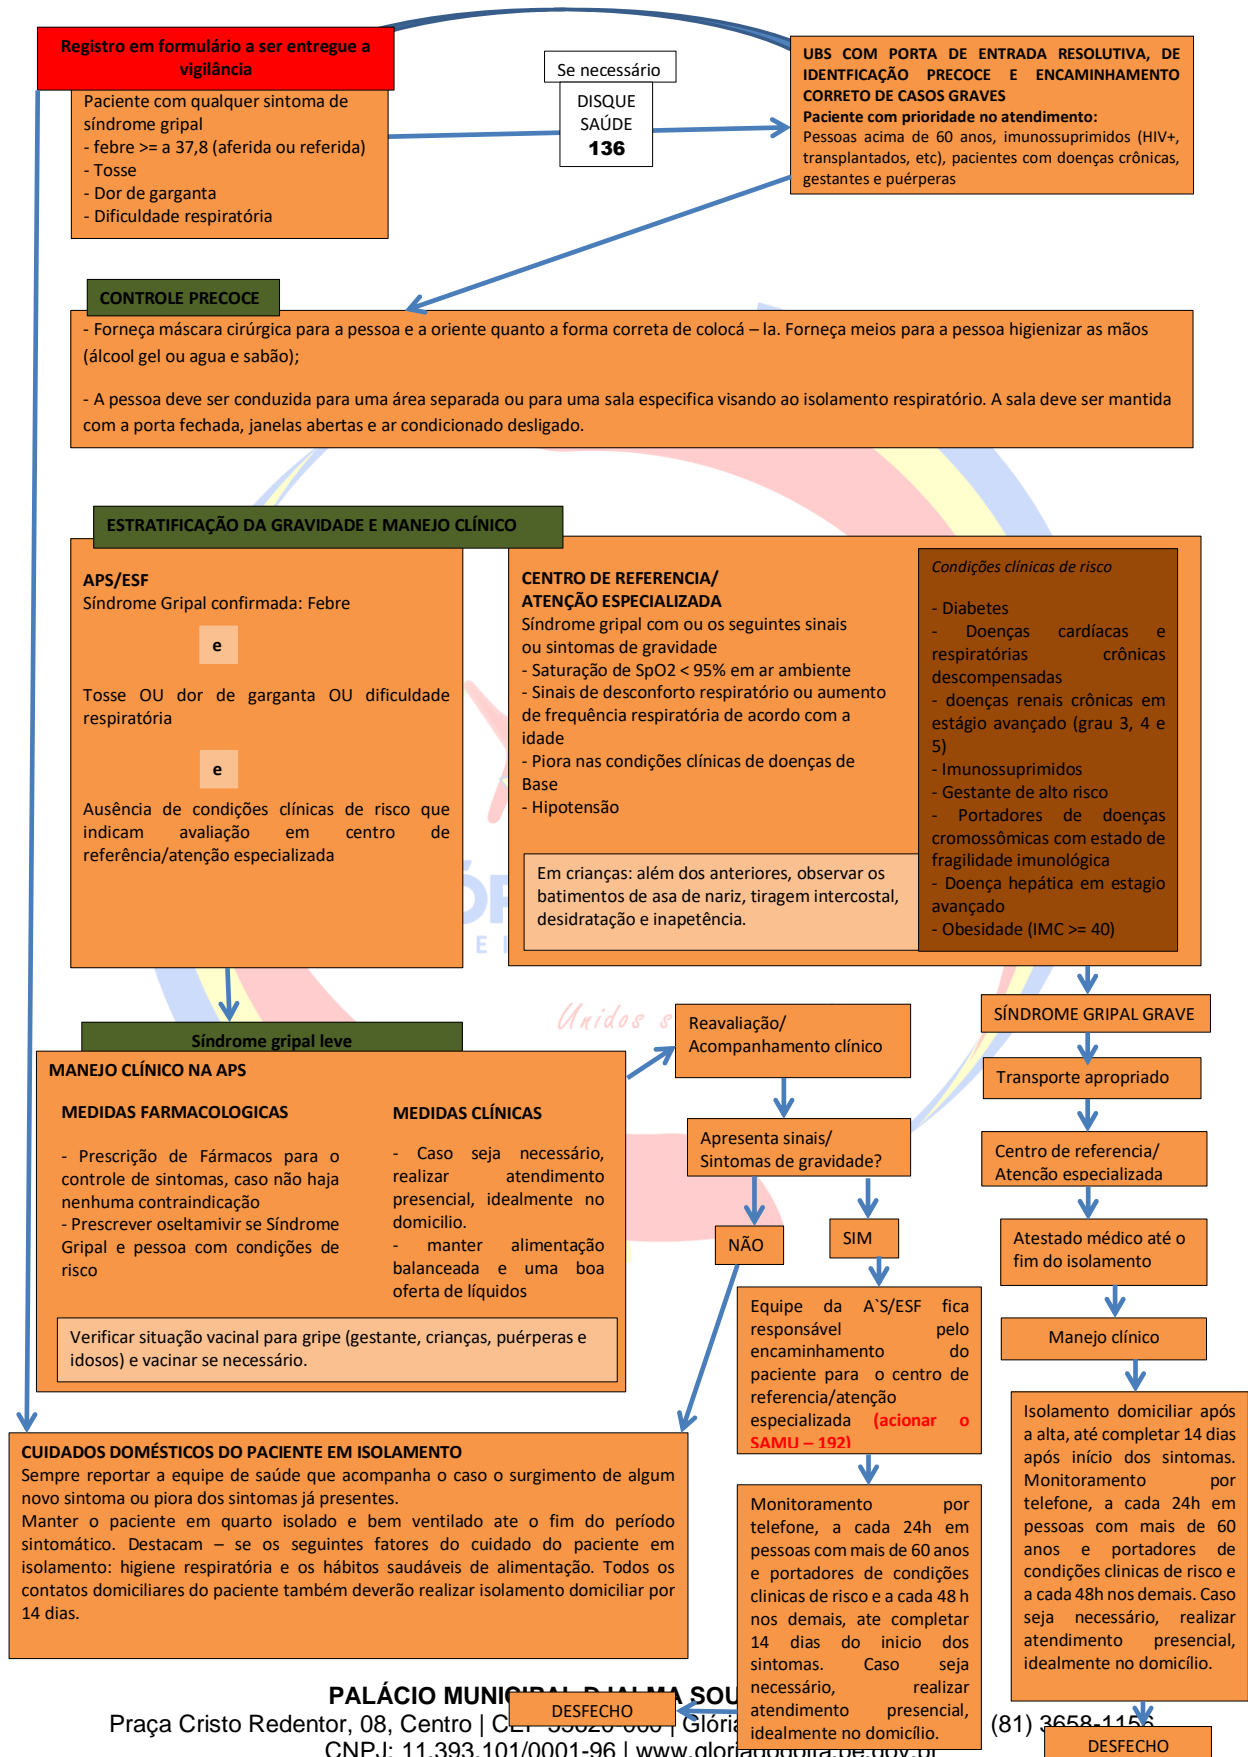 Registro em formulário a ser entregue a
vigilância
Paciente com qualquer sintoma de
síndrome gripal
- febre >= a 37,8 (aferida ou referida)
- Tosse
- Dor de garganta
- Dificuldade respiratória
Se necessário
DISQUE
SAÚDE
136
UBS COM PORTA DE ENTRADA RESOLUTIVA, DE
IDENTFICAÇÃO PRECOCE E ENCAMINHAMENTO
CORRETO DE CASOS GRAVES
Paciente com prioridade no atendimento:
Pessoas acima de 60 anos, imunossuprimidos (HIV+,
transplantados, etc), pacientes com doenças crônicas,
gestantes e puérperas
CONTROLE PRECOCE
- Forneça máscara cirúrgica para a pessoa e a oriente quanto a forma correta de colocá – la. Forneça meios para a pessoa higienizar as mãos
(álcool gel ou agua e sabão);
- A pessoa deve ser conduzida para uma área separada ou para uma sala especifica visando ao isolamento respiratório. A sala deve ser mantida
com a porta fechada, janelas abertas e ar condicionado desligado.
ESTRATIFICAÇÃO DA GRAVIDADE E MANEJO CLÍNICO
APS/ESF
Síndrome Gripal confirmada: Febre
e
Tosse OU dor de garganta OU dificuldade
respiratória
e
Ausência de condições clínicas de risco que
indicam avaliação em centro de
referência/atenção especializada
CENTRO DE REFERENCIA/
ATENÇÃO ESPECIALIZADA
Síndrome gripal com ou os seguintes sinais
ou sintomas de gravidade
- Saturação de SpO2 < 95% em ar ambiente
- Sinais de desconforto respiratório ou aumento
de frequência respiratória de acordo com a
idade
- Piora nas condições clínicas de doenças de
Base
- Hipotensão
Em crianças: além dos anteriores, observar os
batimentos de asa de nariz, tiragem intercostal,
desidratação e inapetência.
Condições clínicas de risco
- Diabetes
- Doenças cardíacas e
respiratórias crônicas
descompensadas
- doenças renais crônicas em
estágio avançado (grau 3, 4 e
5)
- Imunossuprimidos
- Gestante de alto risco
- Portadores de doenças
cromossômicas com estado de
fragilidade imunológica
- Doença hepática em estagio
avançado
- Obesidade (IMC >= 40)
Unidos s
Síndrome gripal leve
MANEJO CLÍNICO NA APS
MEDIDAS FARMACOLOGICAS
- Prescrição de Fármacos para o
controle de sintomas, caso não haja
nenhuma contraindicação
- Prescrever oseltamivir se Síndrome
Gripal e pessoa com condições de
risco
MEDIDAS CLÍNICAS
- Caso seja necessário,
realizar atendimento
presencial, idealmente no
domicilio.
- manter alimentação
balanceada e uma boa
oferta de líquidos
Verificar situação vacinal para gripe (gestante, crianças, puérperas e
idosos) e vacinar se necessário.
Reavaliação/
Acompanhamento clínico
Apresenta sinais/
Sintomas de gravidade?
NÃO
SIM
Equipe da A`S/ESF fica
responsável pelo
encaminhamento do
paciente para o centro de
referencia/atenção
especializada (acionar o
SAMU – 192)
Monitoramento por
telefone, a cada 24h em
pessoas com mais de 60 anos
e portadores de condições
clinicas de risco e a cada 48 h
nos demais, ate completar
14 dias do inicio dos
sintomas. Caso seja
necessário, realizar
atendimento presencial,
idealmente no domicílio.
DESFECHO
SÍNDROME GRIPAL GRAVE
Transporte apropriado
Centro de referencia/
Atenção especializada
Atestado médico até o
fim do isolamento
Manejo clínico
Isolamento domiciliar após
a alta, até completar 14 dias
após início dos sintomas.
Monitoramento por
telefone, a cada 24h em
pessoas com mais de 60
anos e portadores de
condições clinicas de risco e
a cada 48h nos demais. Caso
seja necessário, realizar
atendimento presencial,
idealmente no domicílio.
DESFECHO
CUIDADOS DOMÉSTICOS DO PACIENTE EM ISOLAMENTO
Sempre reportar a equipe de saúde que acompanha o caso o surgimento de algum
novo sintoma ou piora dos sintomas já presentes.
Manter o paciente em quarto isolado e bem ventilado ate o fim do período
sintomático. Destacam – se os seguintes fatores do cuidado do paciente em
isolamento: higiene respiratória e os hábitos saudáveis de alimentação. Todos os
contatos domiciliares do paciente também deverão realizar isolamento domiciliar por
14 dias.
PALÁCIO MUNICIPAL DJALMA SOU
Praça Cristo Redentor, 08, Centro | CEP | Glória (81) 3658-1156
CNPJ: 11.393.101/0001-96 | www.gloriadogoita.pe.gov.br